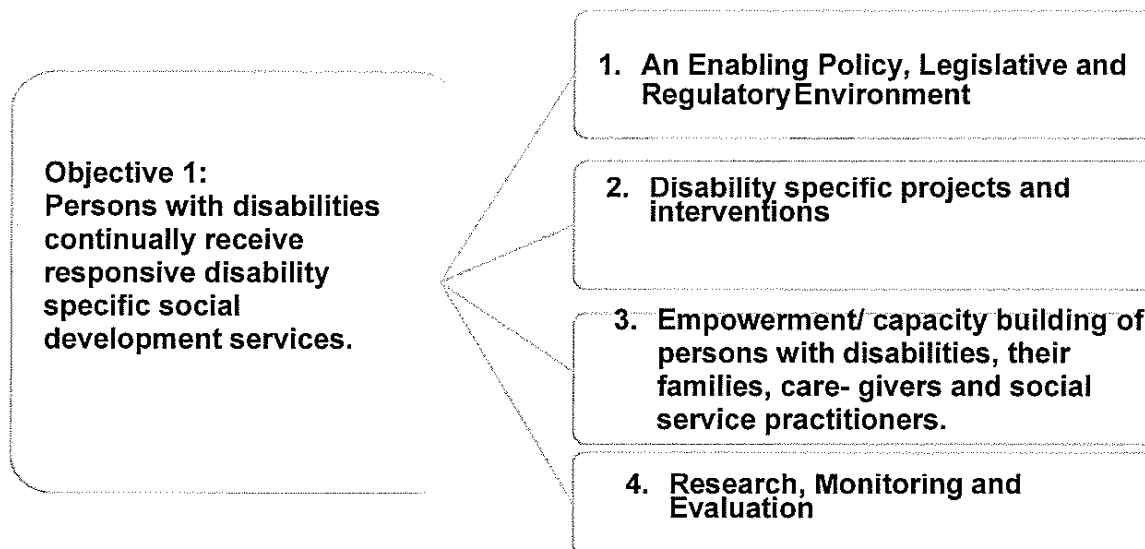 Objective 1:
Persons with disabilities
continually receive
responsive disability
specific social
development services.
1. An Enabling Policy, Legislative and
Regulatory Environment
2. Disability specific projects and
interventions
3. Empowerment/ capacity building of
persons with disabilities, their
families, care- givers and social
service practitioners.
4. Research, Monitoring and
Evaluation